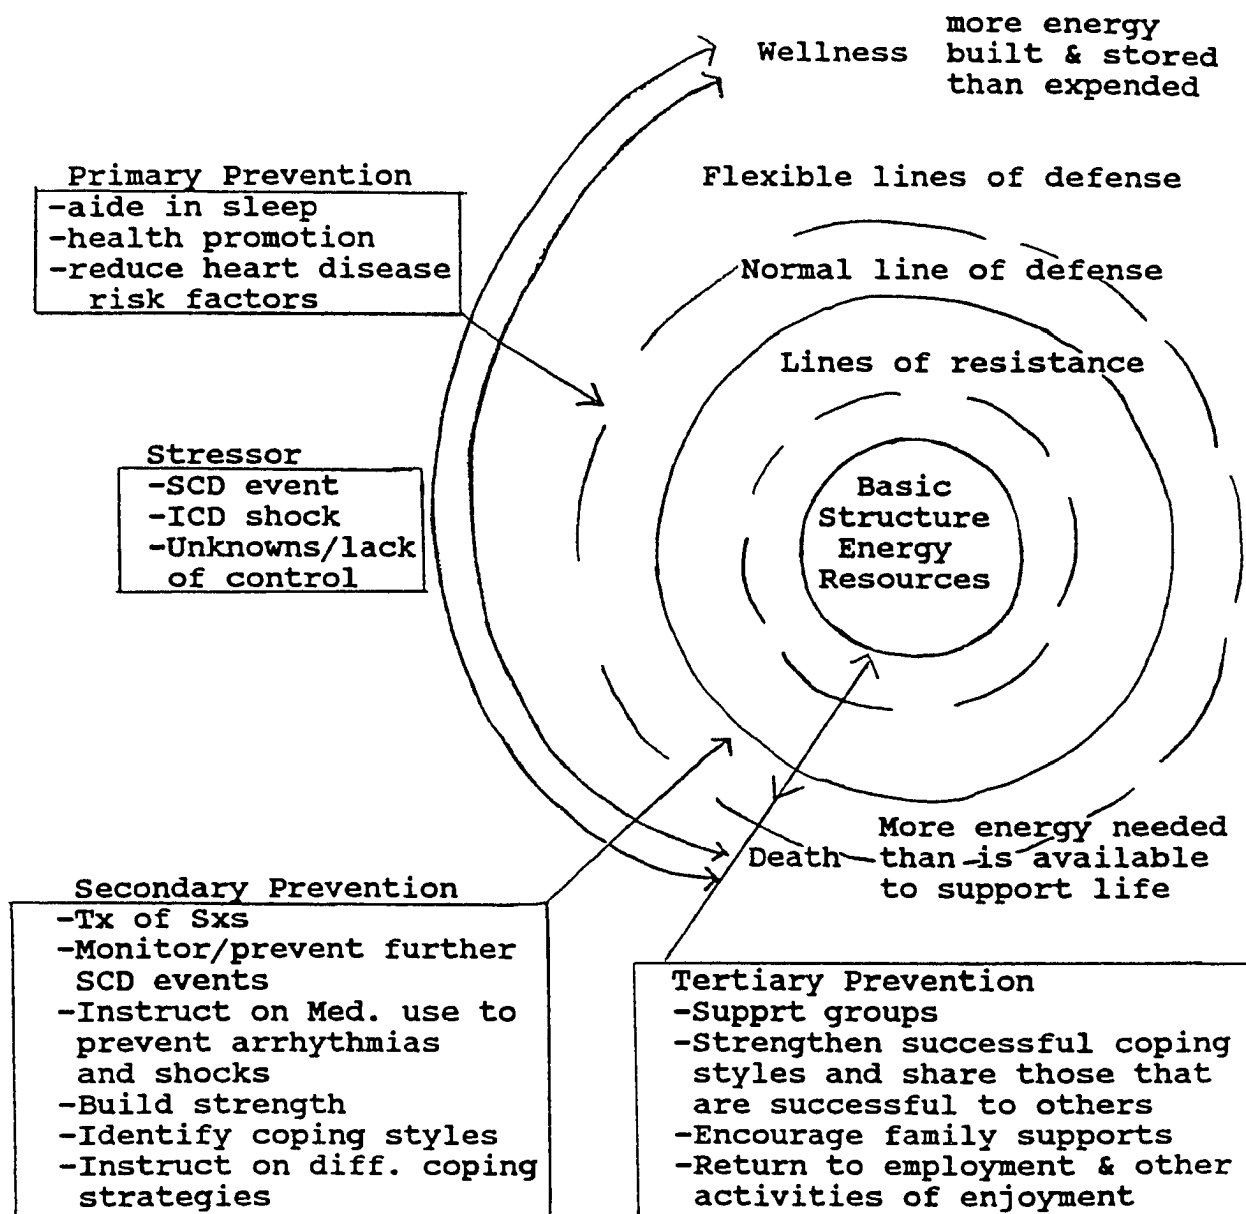 more energy
Wellness built & stored
than expended
Primary Prevention
-aide in sleep
-health promotion
-reduce heart disease
risk factors
Flexible lines of defense
Normal line of defense
Lines of resistance
Stressor
-SCD event
-ICD shock
-Unknowns/lack
of control
Basic
Structure
Energy
Resources
More energy needed
Death than is available
to support life
Secondary Prevention
-Tx of Sxs
-Monitor/prevent further
SCD events
-Instruct on Med. use to
prevent arrhythmias
and shocks
-Build strength
-Identify coping styles
-Instruct on diff. coping
strategies
Tertiary Prevention
-Supprt groups
-Strengthen successful coping
styles and share those that
are successful to others
-Encourage family supports
-Return to employment & other
activities of enjoyment